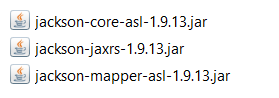 jackson-core-asl-1.9.13.jar
jackson-jaxrs-1.9.13.jar
jackson-mapper-asl-1.9.13.jar